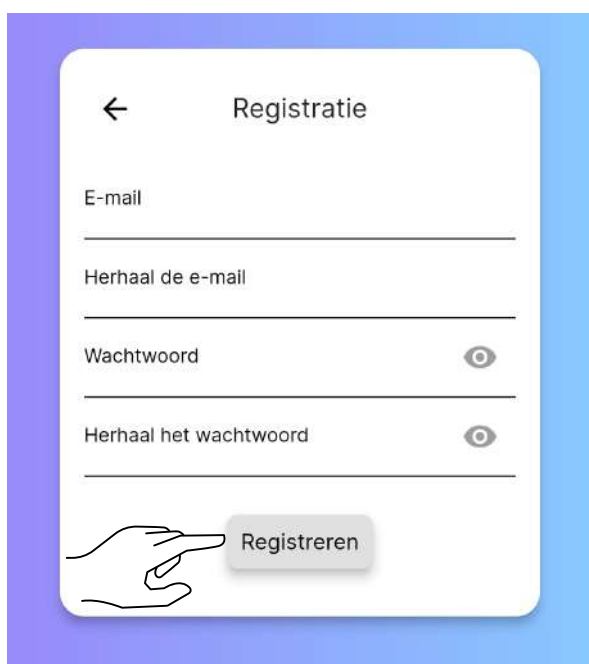 Registratie
E-mail
Herhaal de e-mail
Wachtwoord
Herhaal het wachtwoord
Registreren